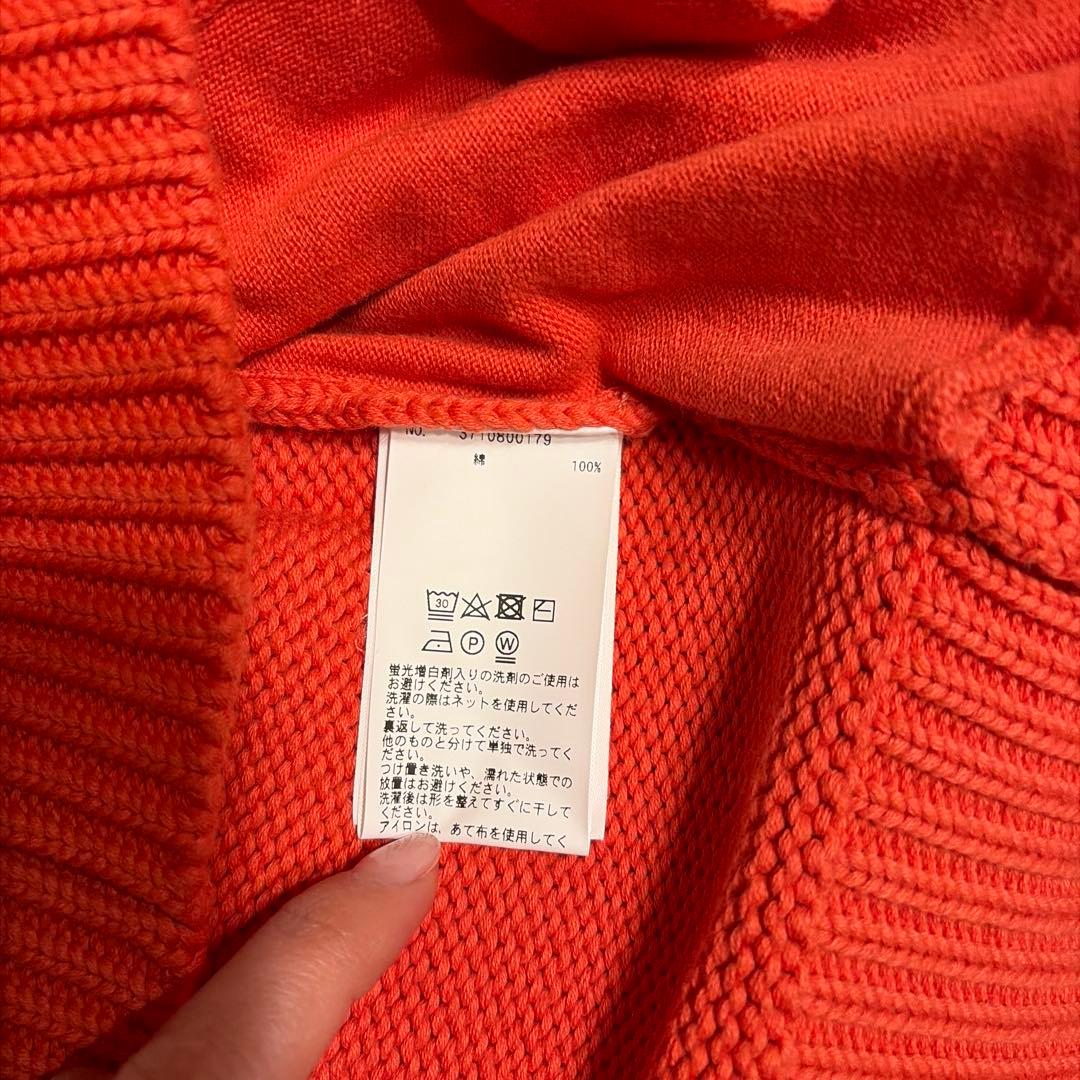 No. 3710800179
綿 100%
30
P W
蛍光増白剤入りの洗剤のご使用は
お避けください。
洗濯の際はネットを使用してくだ
さい。
裏返して洗ってください。
他のものと分けて単独で洗ってく
ださい。
つけ置き洗いや、濡れた状態での
放置はお避けください。
洗濯後は形を整えてすぐに干して
ください。
アイロンは、あて布を使用してく